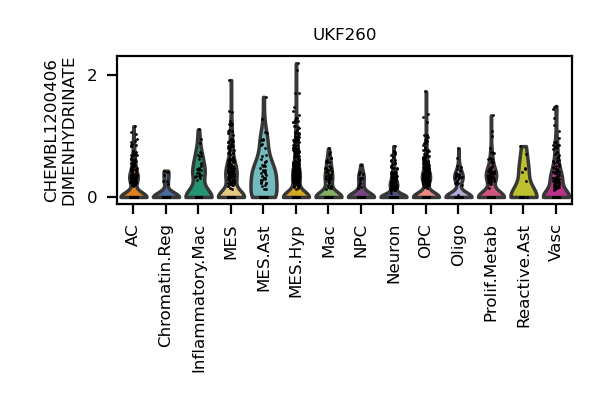 UKF260
CHEMBL1200406
DIMENHYDRINATE
2
0
AC
Chromatin.Reg
Inflammatory.Mac
MES
MES.Ast
MES.Hyp
Mac
NPC
Neuron
OPC
Oligo
Prolif.Metab
Reactive.Ast
Vasc